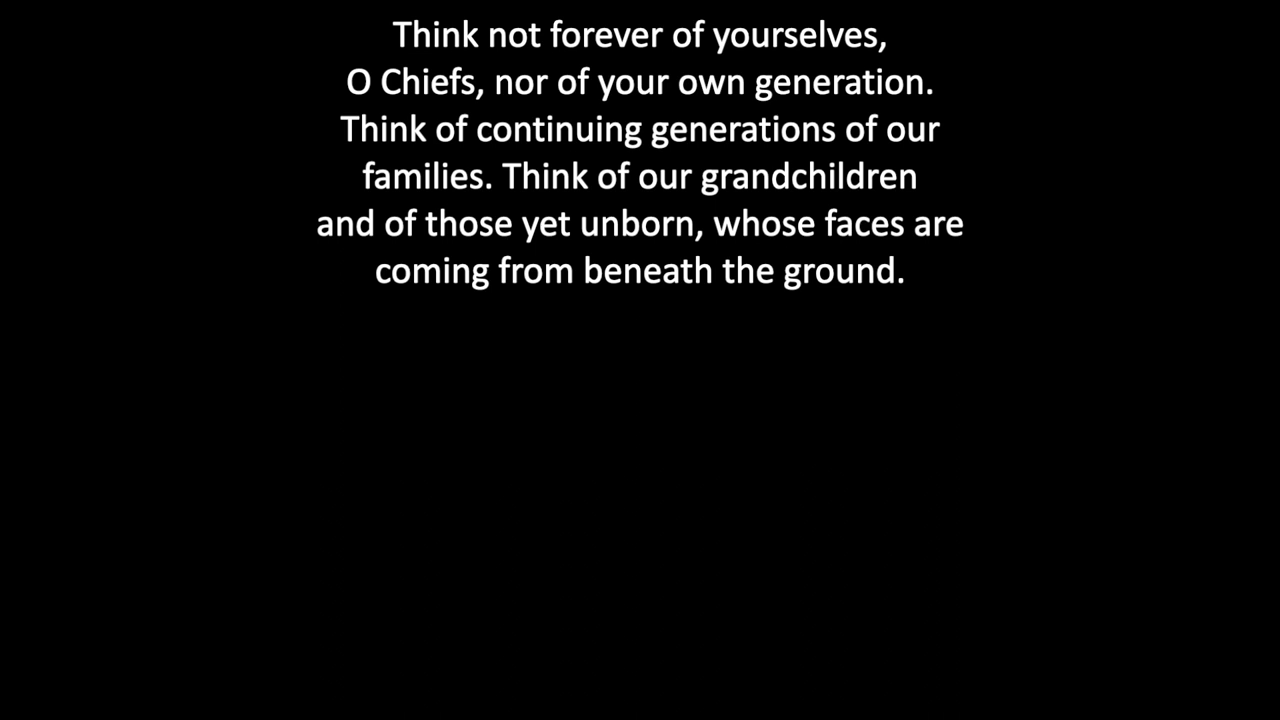 Think not forever of yourselves,
O Chiefs, nor of your own generation.
Think of continuing generations of our
families. Think of our grandchildren
and of those yet unborn, whose faces are
coming from beneath the ground.